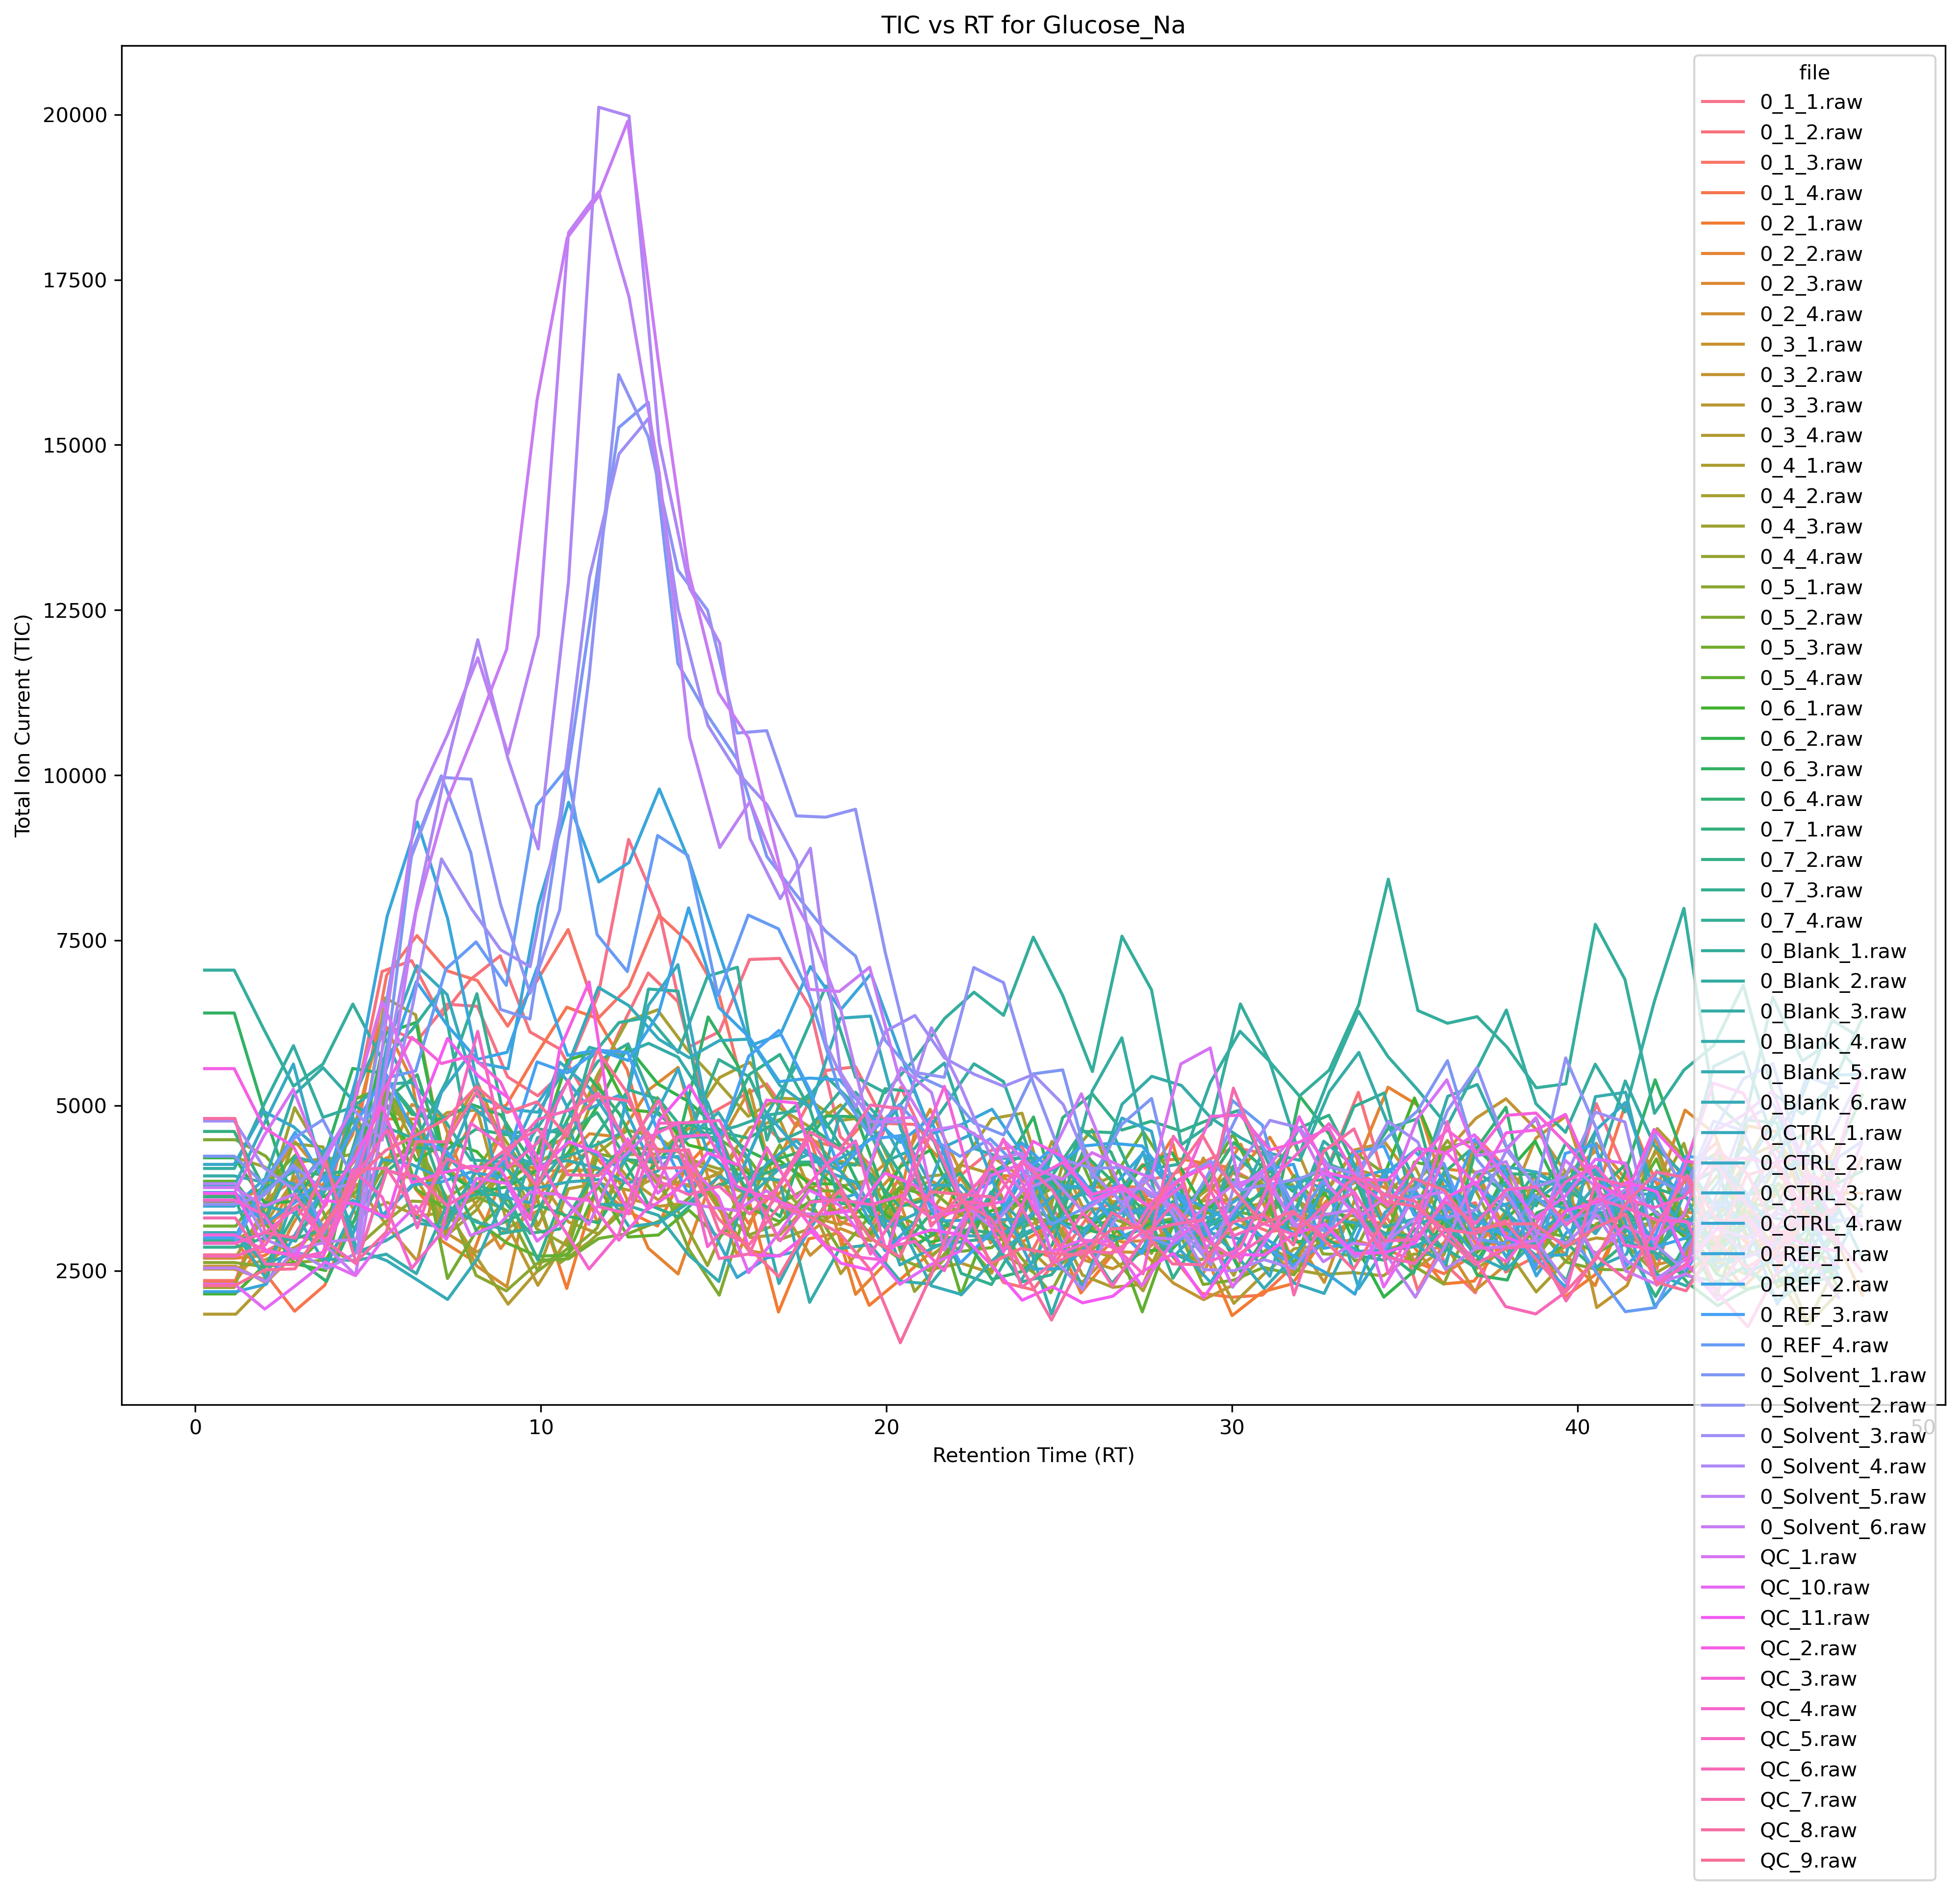 TIC vs RT for Glucose_Na
Total Ion Current (TIC)
20000
17500
15000
12500
10000
7500
5000
2500
0
10
20
30
40
50
Retention Time (RT)
file
0_1_1.raw
0_1_2.raw
0_1_3.raw
0_1_4.raw
0_2_1.raw
0_2_2.raw
0_2_3.raw
0_2_4.raw
0_3_1.raw
0_3_2.raw
0_3_3.raw
0_3_4.raw
0_4_1.raw
0_4_2.raw
0_4_3.raw
0_4_4.raw
0_5_1.raw
0_5_2.raw
0_5_3.raw
0_5_4.raw
0_6_1.raw
0_6_2.raw
0_6_3.raw
0_6_4.raw
0_7_1.raw
0_7_2.raw
0_7_3.raw
0_7_4.raw
0_Blank_1.raw
0_Blank_2.raw
0_Blank_3.raw
0_Blank_4.raw
0_Blank_5.raw
0_Blank_6.raw
0_CTRL_1.raw
0_CTRL_2.raw
0_CTRL_3.raw
0_CTRL_4.raw
0_REF_1.raw
0_REF_2.raw
0_REF_3.raw
0_REF_4.raw
0_Solvent_1.raw
0_Solvent_2.raw
0_Solvent_3.raw
0_Solvent_4.raw
0_Solvent_5.raw
0_Solvent_6.raw
QC_1.raw
QC_10.raw
QC_11.raw
QC_2.raw
QC_3.raw
QC_4.raw
QC_5.raw
QC_6.raw
QC_7.raw
QC_8.raw
QC_9.raw